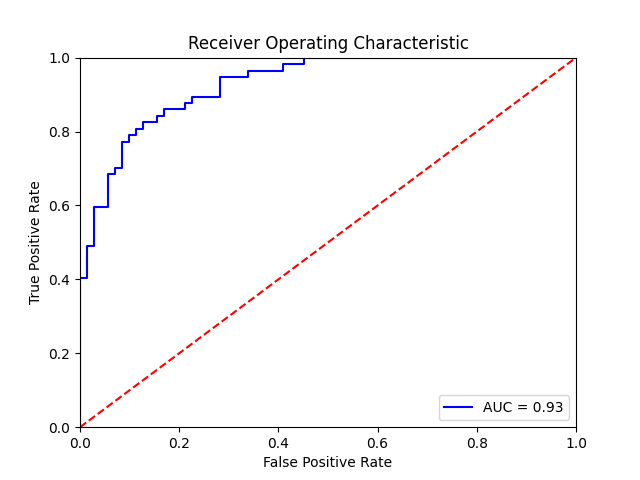 Receiver Operating Characteristic
1.0
0.8
0.6
0.4
0.2
0.0
True Positive Rate
AUC = 0.93
0.0 0.2 0.4 0.6 0.8 1.0
False Positive Rate